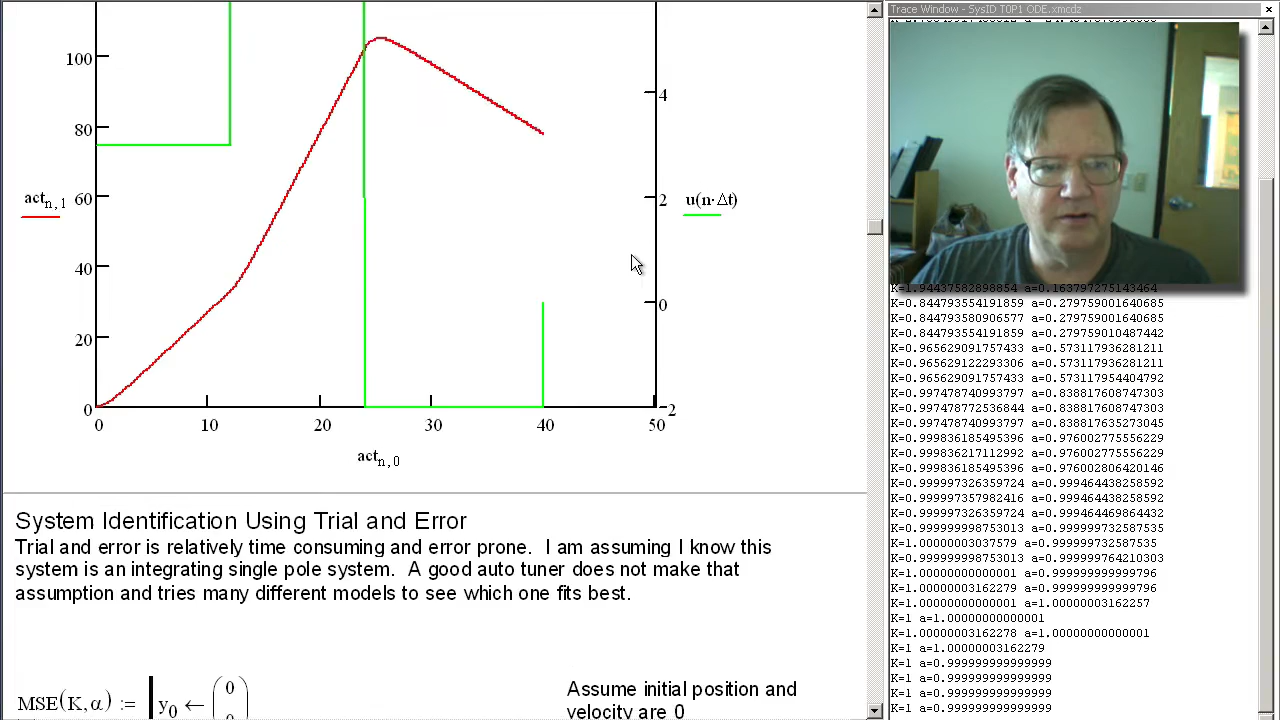 Trace Window - SysID T0P1 ODE.xmcdz
100
80
60
40
20
0
act n,1
4
2
0
-2
u(n·Δt)
0 10 20 30 40 50
act n,0
System Identification Using Trial and Error
Trial and error is relatively time consuming and error prone. I am assuming I know this
system is an integrating single pole system. A good auto tuner does not make that
assumption and tries many different models to see which one fits best.
MSE(K,α) := y0 ← (0
Assume initial position and
velocity are 0
K=1.94437582898854 a=0.163797275143464
K=0.844793554191859 a=0.279759001640685
K=0.844793580906577 a=0.279759001640685
K=0.844793554191859 a=0.279759010487442
K=0.965629091757433 a=0.573117936281211
K=0.965629122293306 a=0.573117936281211
K=0.965629091757433 a=0.573117954404792
K=0.997478740993797 a=0.838817608747303
K=0.997478772536844 a=0.838817608747303
K=0.997478740993797 a=0.838817635273045
K=0.999836185495396 a=0.976002775556229
K=0.999836217112992 a=0.976002775556229
K=0.999836185495396 a=0.976002806420146
K=0.999997326359724 a=0.999464438258592
K=0.999997357982416 a=0.999464438258592
K=0.999997326359724 a=0.999464469864432
K=0.999999998753013 a=0.999999732587535
K=1.00000003037579 a=0.999999732587535
K=0.999999998753013 a=0.999999764210303
K=1.00000000000001 a=0.999999999999796
K=1.00000003162279 a=0.999999999999796
K=1.00000000000001 a=1.00000003162257
K=1 a=1.00000000000001
K=1.00000003162278 a=1.00000000000001
K=1 a=1.00000003162279
K=1 a=0.999999999999999
K=1 a=0.999999999999999
K=1 a=0.999999999999999
K=1 a=0.999999999999999